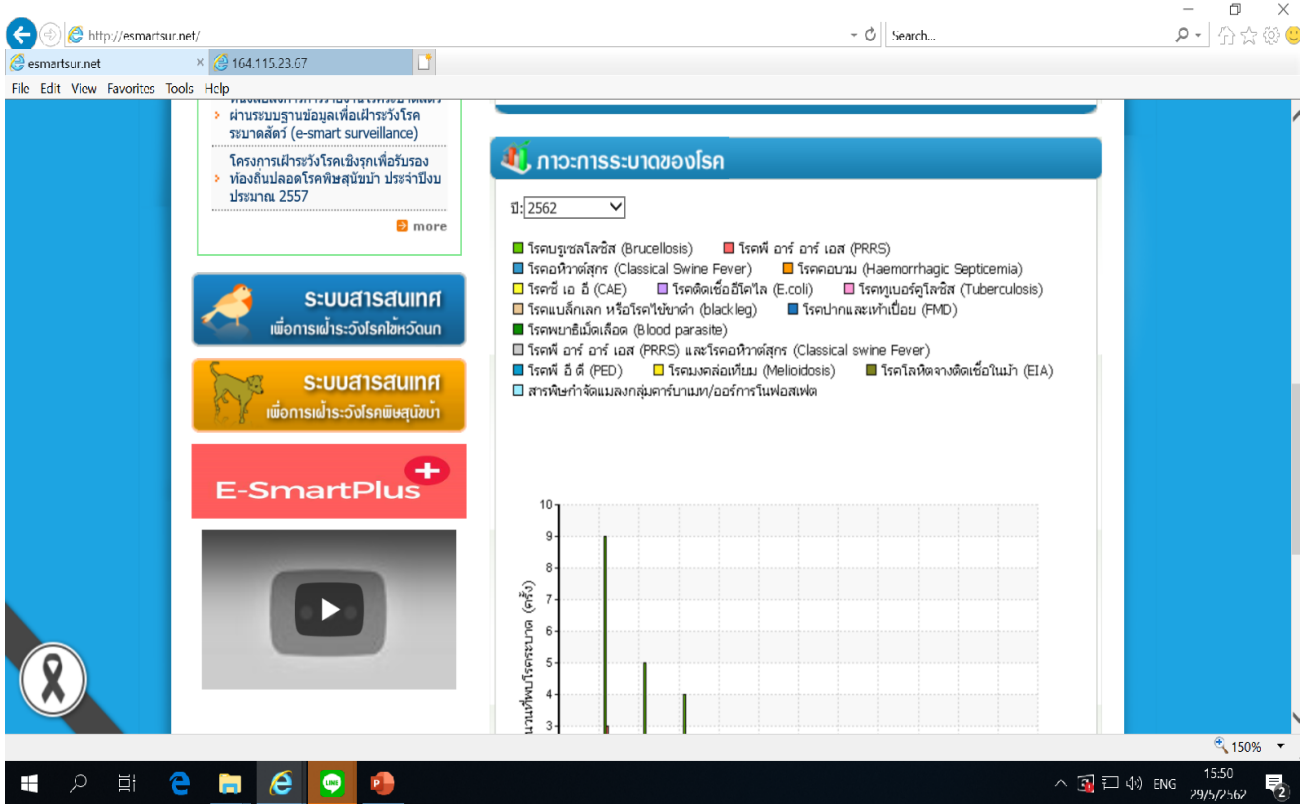 http://esmartsur.net/
Search...
esmartsur.net
164.115.23.67
File Edit View Favorites Tools Help
ผ่านระบบฐานข้อมูลเพื่อเฝ้าระวังโรค
ระบาดสัตว์ (e-smart surveillance)
โครงการเฝ้าระวังโรคเชิงรุกเพื่อรับรอง
ท้องถิ่นปลอดโรคพิษสุนัขบ้า ประจำปีงบ
ประมาณ 2557
more
ระบบสารสนเทศ
เพื่อการเฝ้าระวังโรคไข้หวัดนก
ระบบสารสนเทศ
เพื่อการเฝ้าระวังโรคพิษสุนัขบ้า
E-SmartPlus
ภาวะการระบาดของโรค
ปี: 2562
โรคบรูเซลโลซิส (Brucellosis) โรคพี อาร์ อาร์ เอส (PRRS)
โรคอหิวาต์สุกร (Classical Swine Fever) โรคคอบวม (Haemorrhagic Septicemia)
โรคซี เอ อี (CAE) โรคติดเชื้ออีโคไล (E.coli) โรคทูเบอร์คูโลซิส (Tuberculosis)
โรคแบล็กเลก หรือโรคไข้ขาดำ (blackleg) โรคปากและเท้าเปื่อย (FMD)
โรคพยาธิเม็ดเลือด (Blood parasite)
โรคพี อาร์ อาร์ เอส (PRRS) และโรคอหิวาต์สุกร (Classical swine Fever)
โรคพี อี ดี (PED) โรคมงคล่อเทียม (Melioidosis) โรคโลหิตจางติดเชื้อในม้า (EIA)
สารพิษกำจัดแมลงกลุ่มคาร์บาเมท/ออร์กาโนฟอสเฟต
10
9
8
7
6
5
4
3
นวนที่พบโรคระบาด (ครั้ง)
150%
ENG
15:50
29/5/2562
2